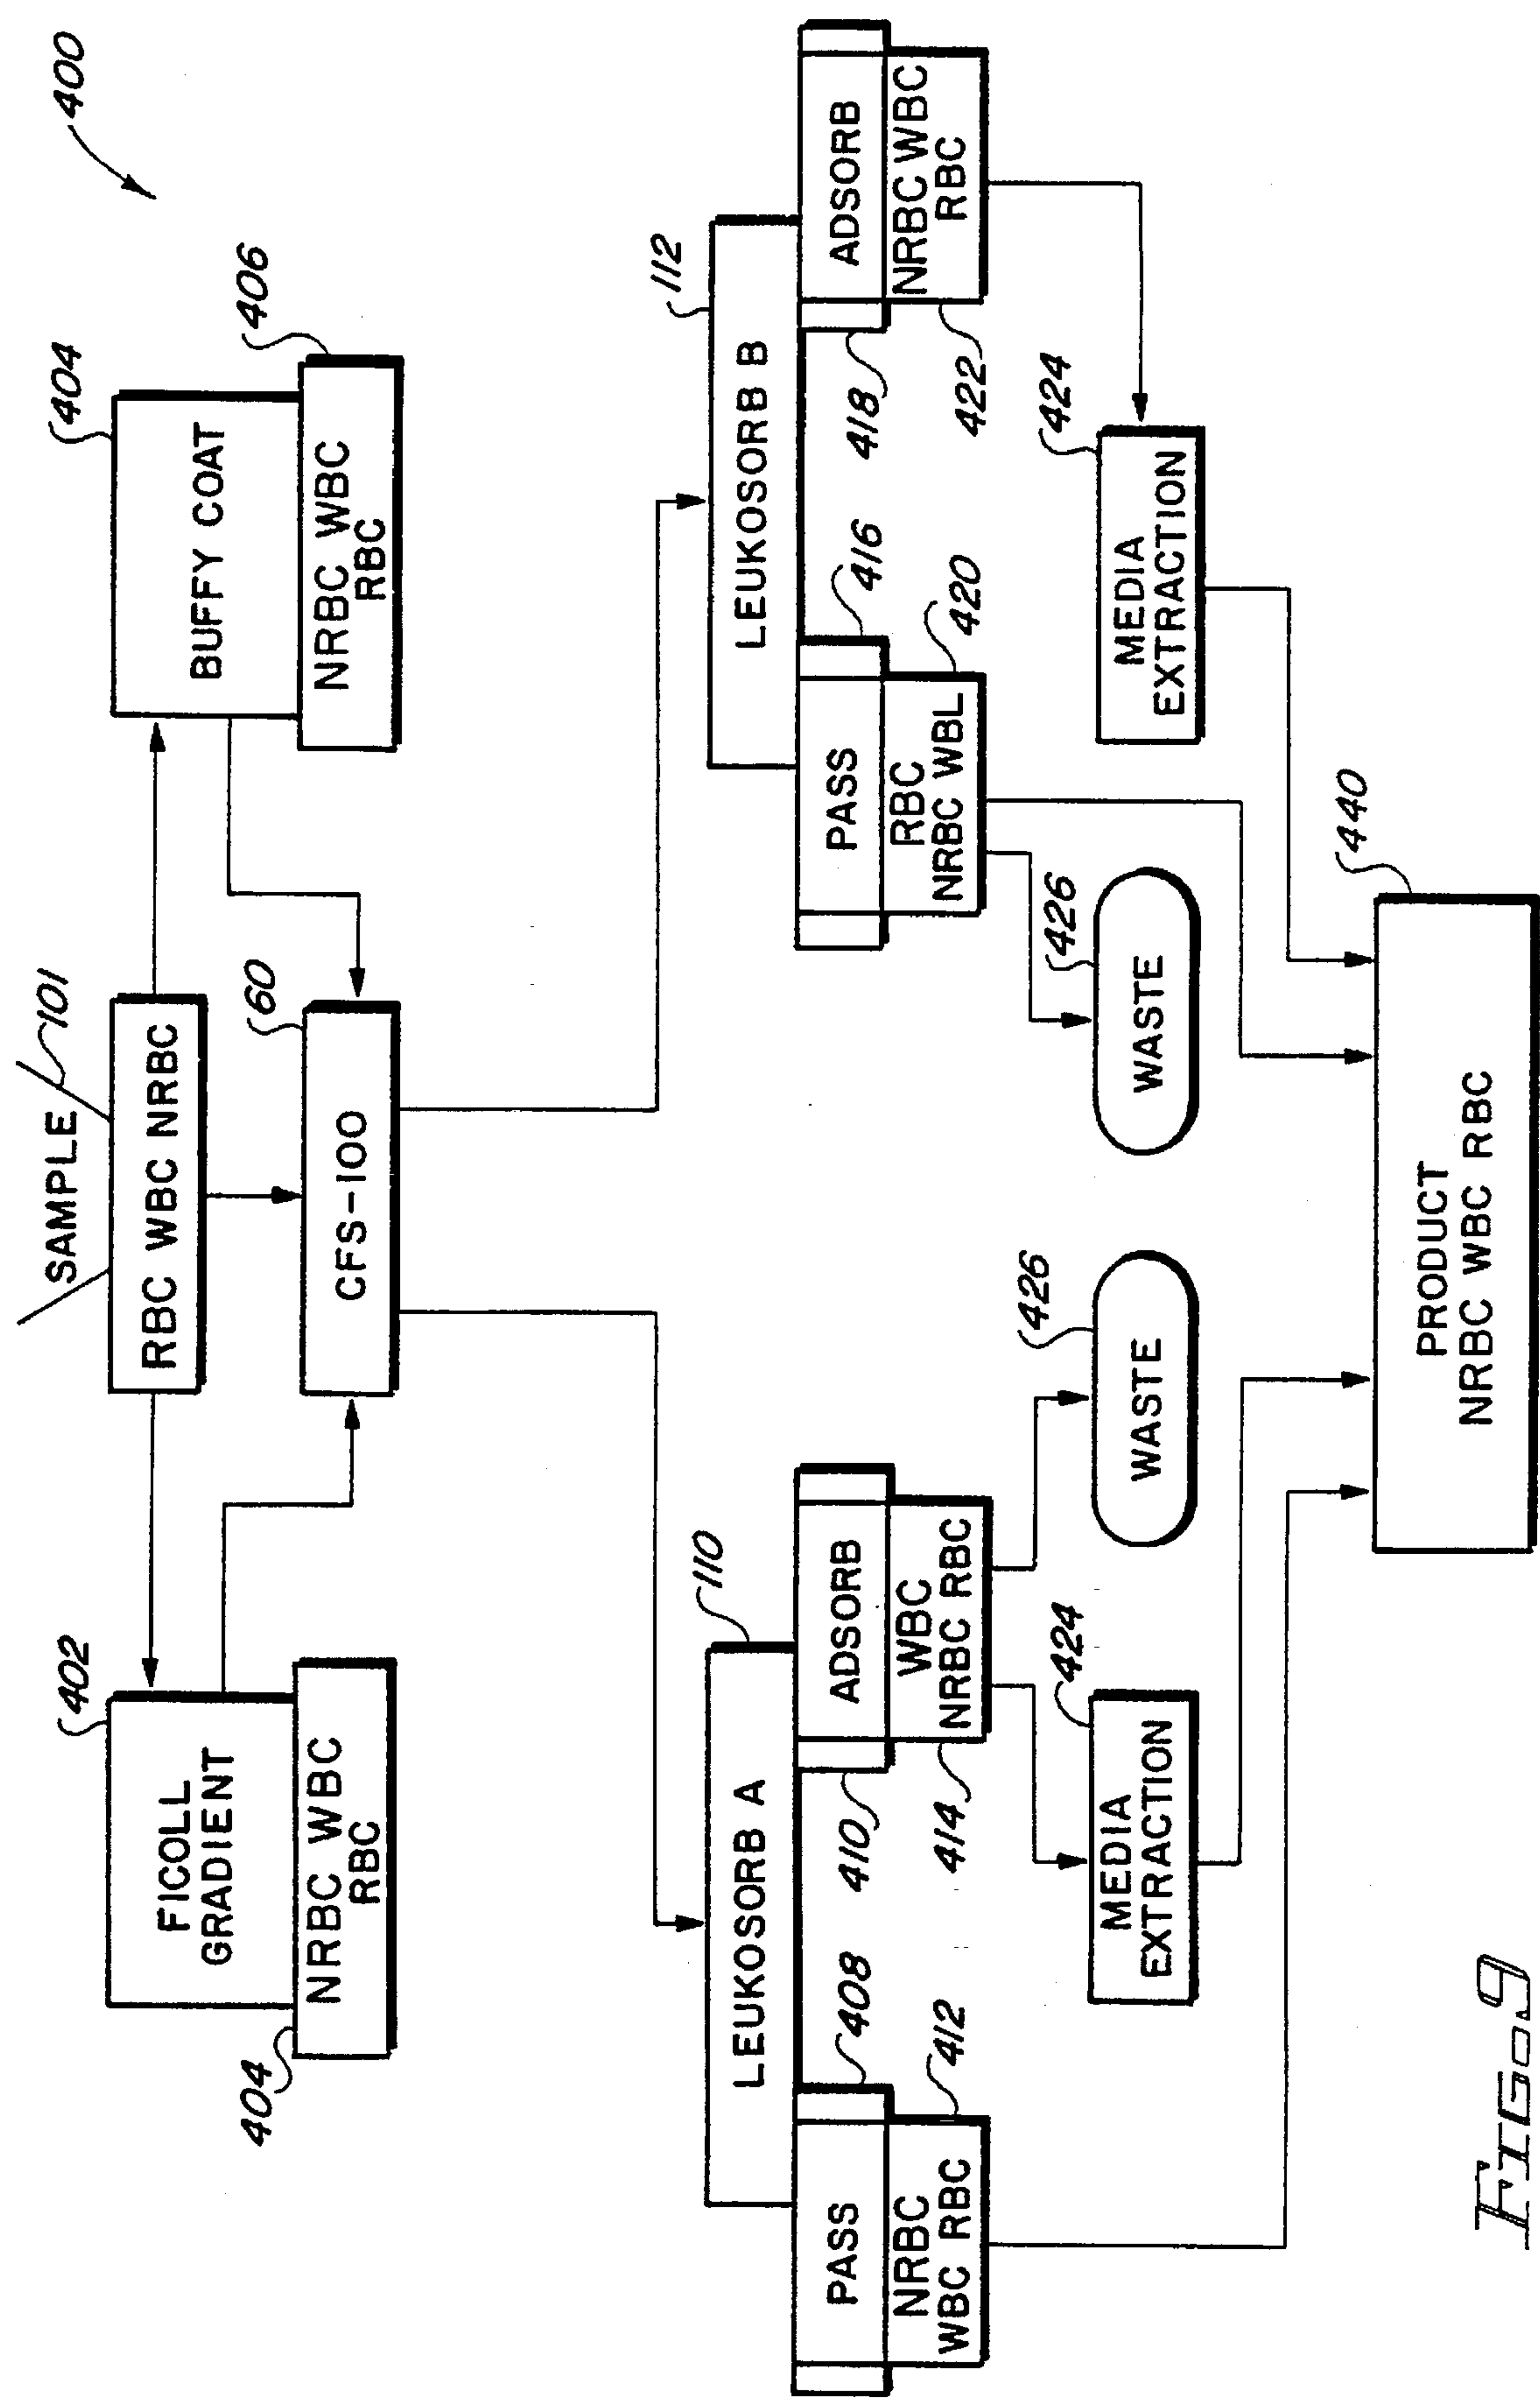 400
SAMPLE
101
RBC WBC NRBC
402
FICOLL
GRADIENT
404
NRBC WBC
RBC
60
CFS-100
404
BUFFY COAT
406
NRBC WBC
RBC
110
LEUKOSORB A
PASS
408
NRBC
WBC RBC
412
ADSORB
410
WBC
NRBC RBC
414
112
LEUKOSORB B
PASS
416
RBC
NRBC WBL
420
ADSORB
418
NRBC WBC
RBC
422
424
MEDIA
EXTRACTION
426
WASTE
426
WASTE
424
MEDIA
EXTRACTION
440
PRODUCT
NRBC WBC RBC
FIG. 9